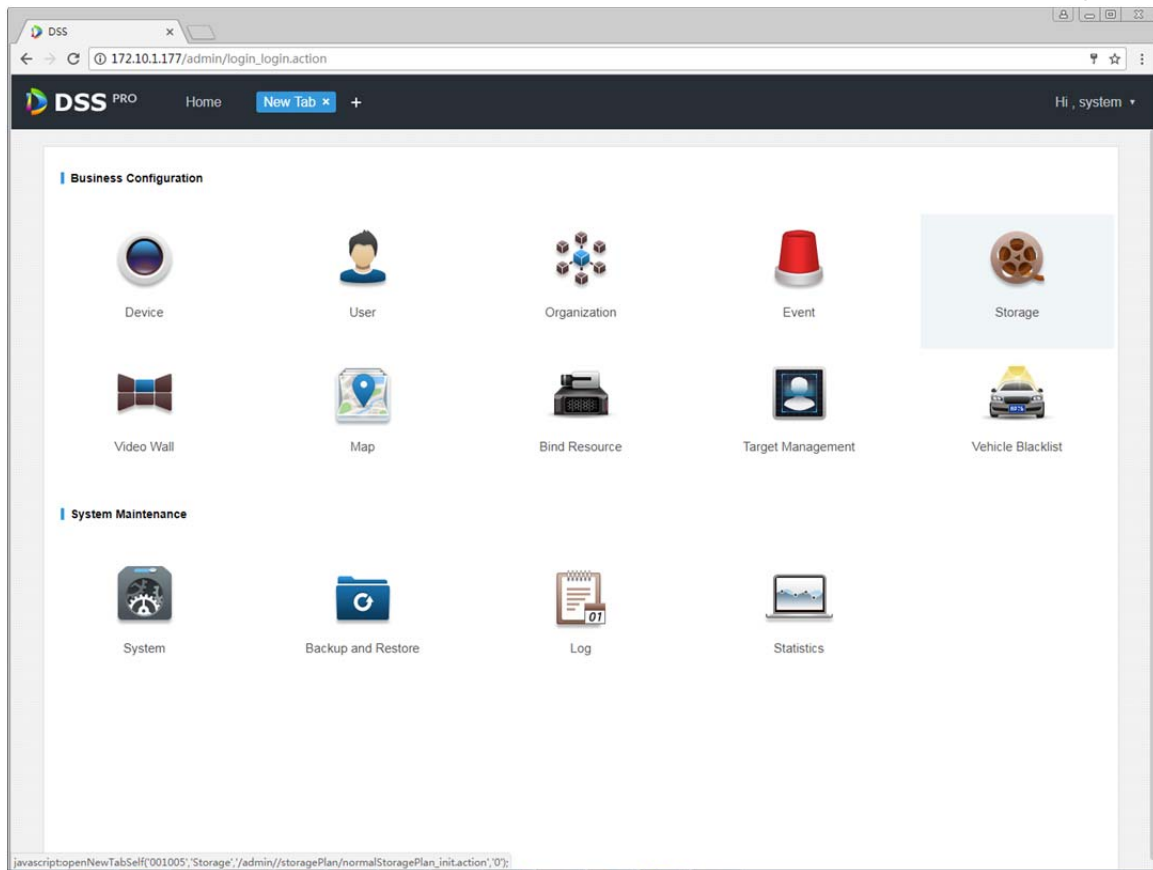 DSS
172.10.1.177/admin/login_login.action
DSS PRO Home New Tab × + Hi , system
Business Configuration
Device User Organization Event Storage
Video Wall Map Bind Resource Target Management Vehicle Blacklist
System Maintenance
01
System Backup and Restore Log Statistics
javascript:openNewTabSelf('001005','Storage','/admin//storagePlan/normalStoragePlan_init.action','0');